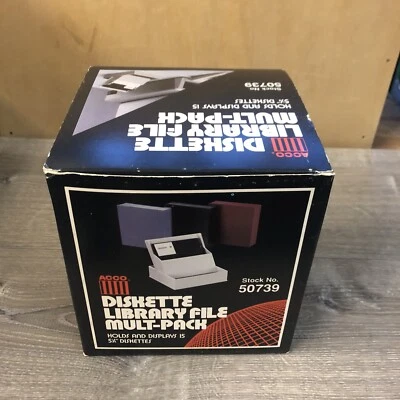 Stock No.
50739
HOLDS AND DISPLAYS 15
5¼" DISKETTES
DISKETTE
LIBRARY FILE
MULT-PACK
ACCO
ACCO
Stock No.
50739
DISKETTE
LIBRARY FILE
MULT-PACK
HOLDS AND DISPLAYS 15
5¼" DISKETTES